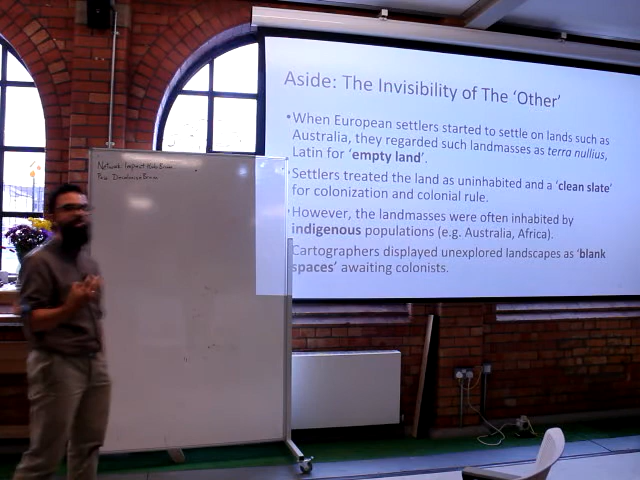 Aside: The Invisibility of The 'Other'
•When European settlers started to settle on lands such as
Australia, they regarded such landmasses as terra nullius,
Latin for 'empty land'.
Settlers treated the land as uninhabited and a 'clean slate'
for colonization and colonial rule.
However, the landmasses were often inhabited by
indigenous populations (e.g. Australia, Africa).
Cartographers displayed unexplored landscapes as 'blank
spaces' awaiting colonists.
Network